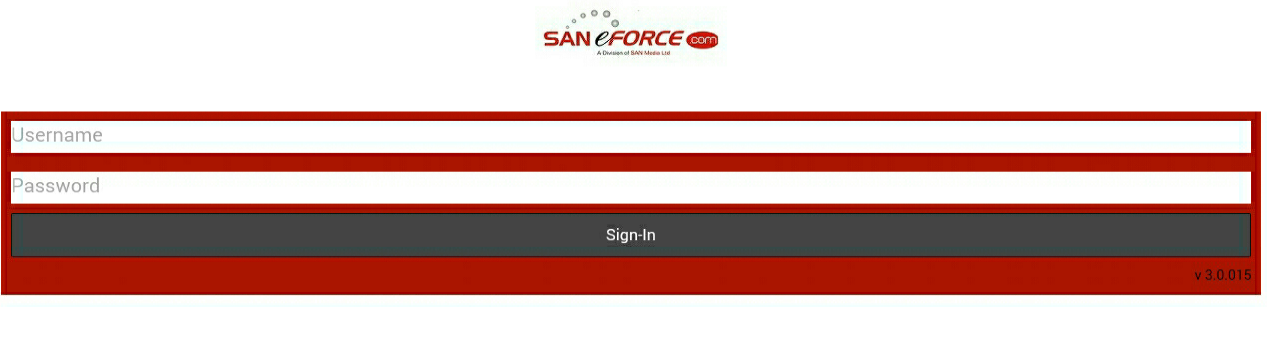 SAN eFORCE .com
A Division of SAN Media Ltd
Username
Password
Sign-In
v 3.0.015